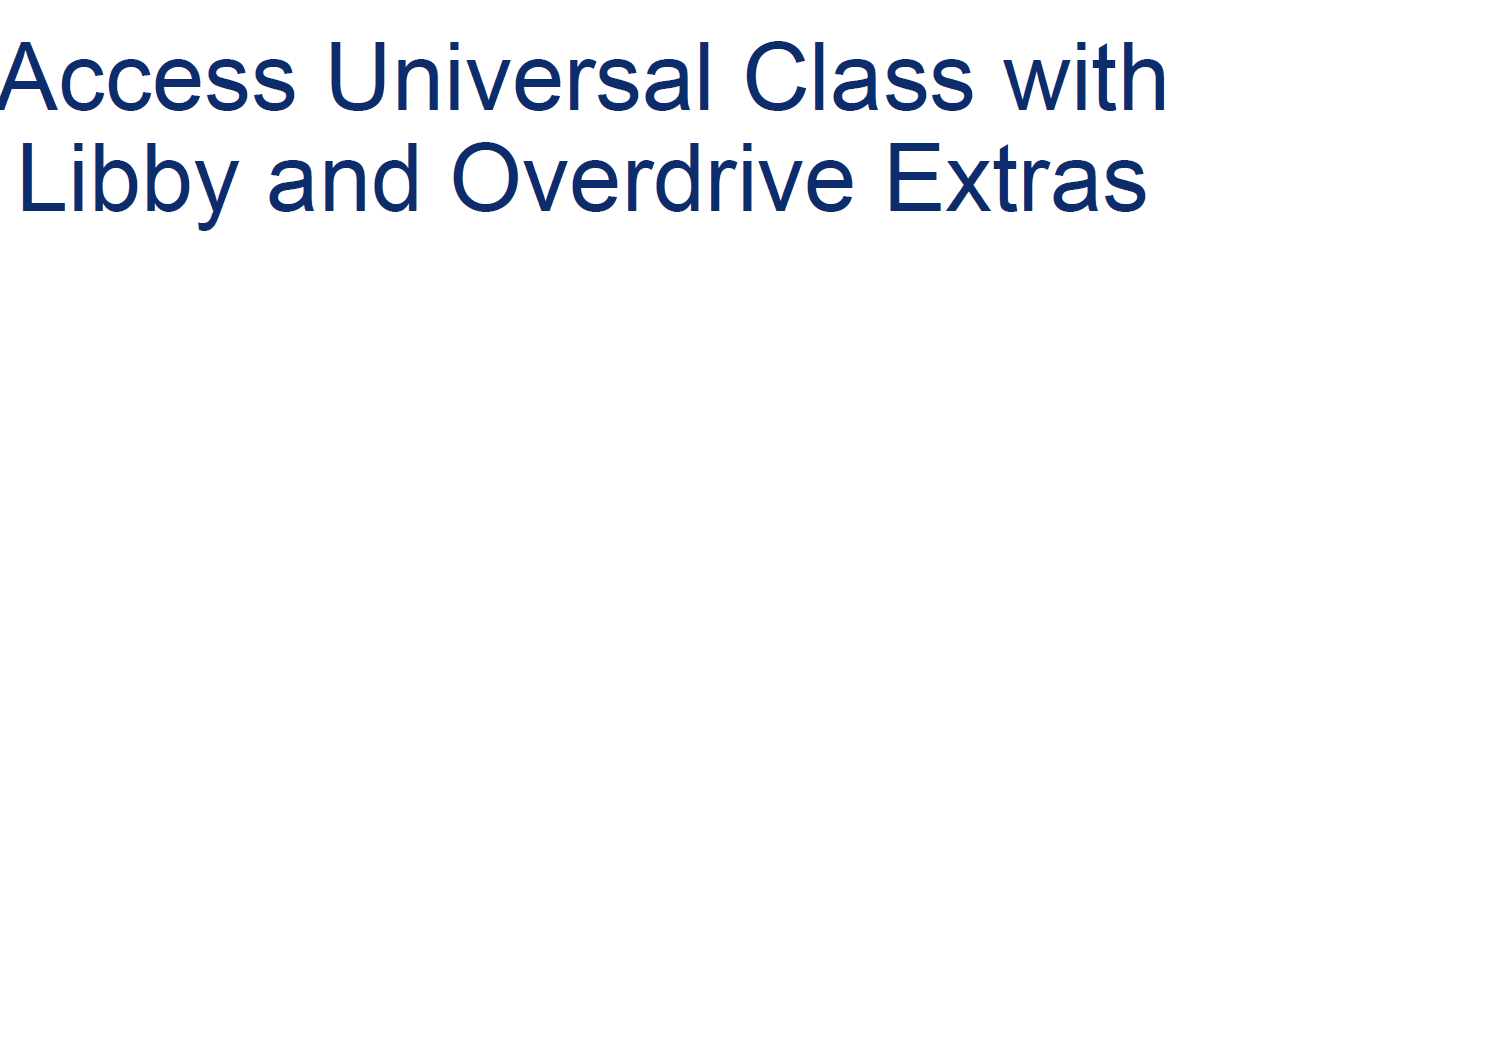 Access Universal Class with
Libby and Overdrive Extras